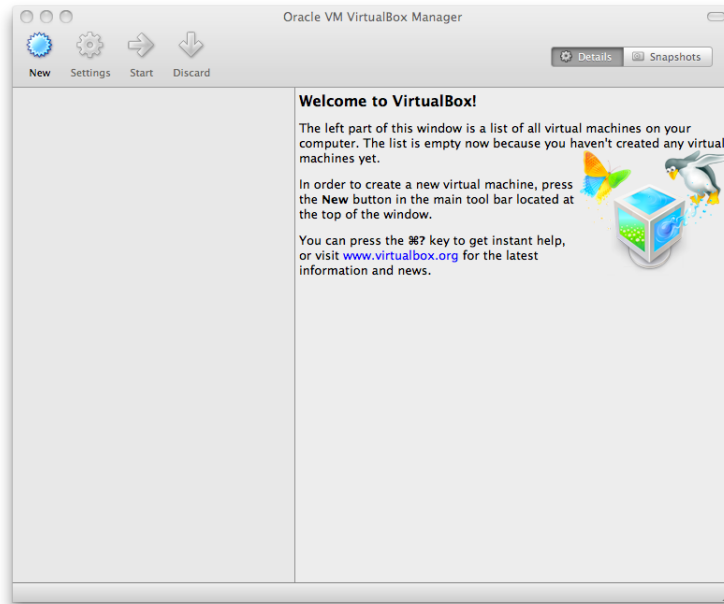 Oracle VM VirtualBox Manager
New Settings Start Discard
Details Snapshots
Welcome to VirtualBox!
The left part of this window is a list of all virtual machines on your
computer. The list is empty now because you haven't created any virtual
machines yet.
In order to create a new virtual machine, press
the New button in the main tool bar located at
the top of the window.
You can press the ⌘? key to get instant help,
or visit www.virtualbox.org for the latest
information and news.